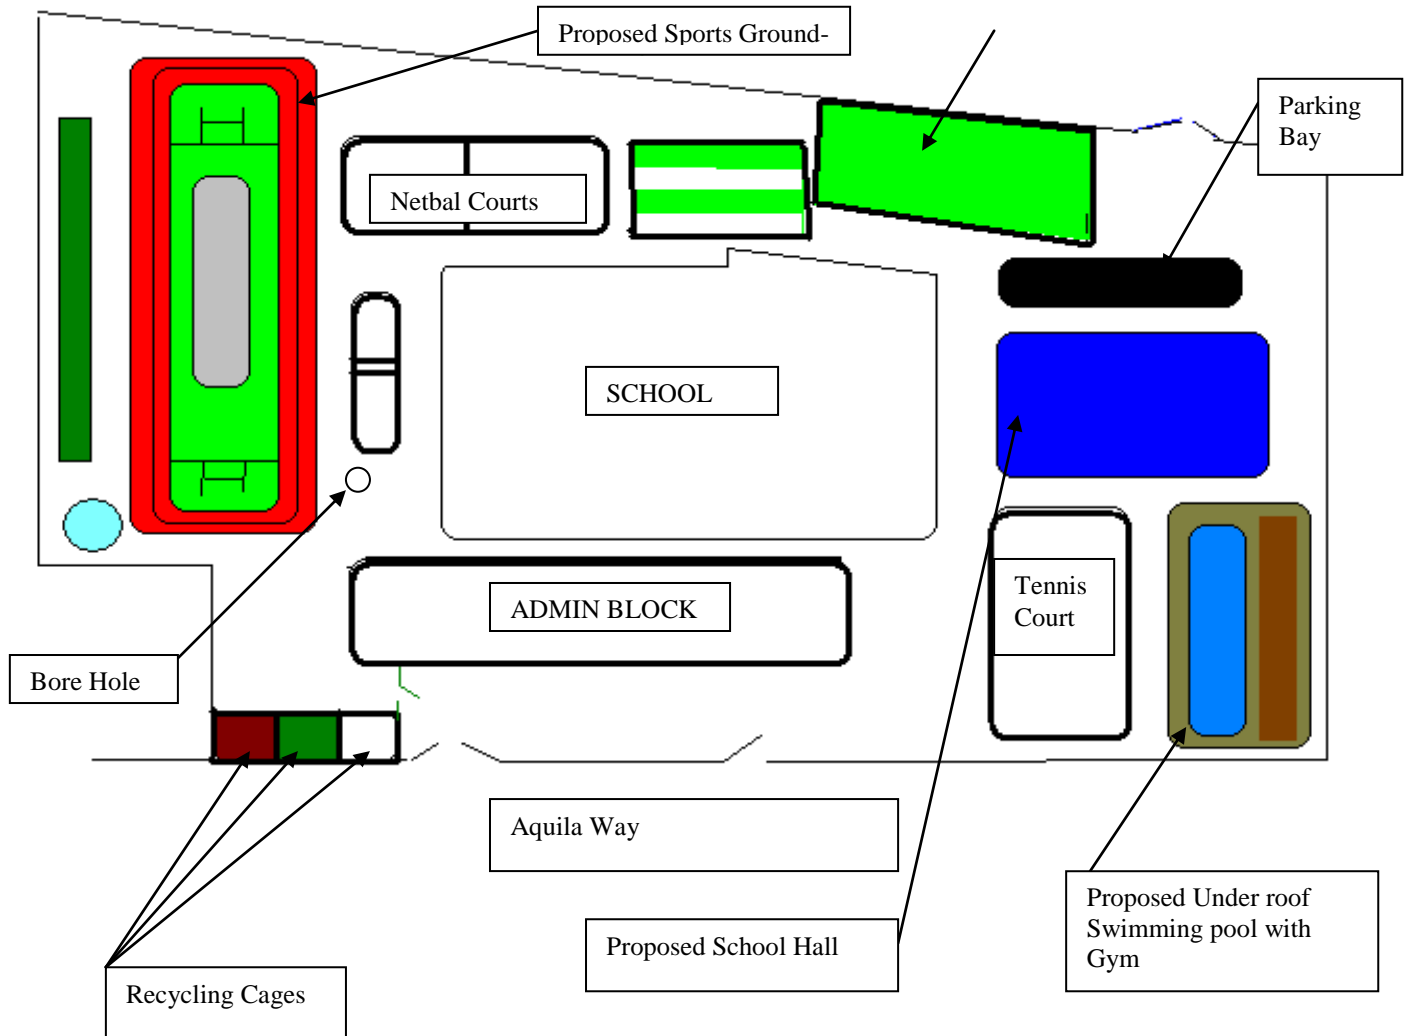 Proposed Sports Ground-
Parking
Bay
Netbal Courts
SCHOOL
Tennis
Court
ADMIN BLOCK
Bore Hole
Aquila Way
Proposed Under roof
Swimming pool with
Gym
Proposed School Hall
Recycling Cages